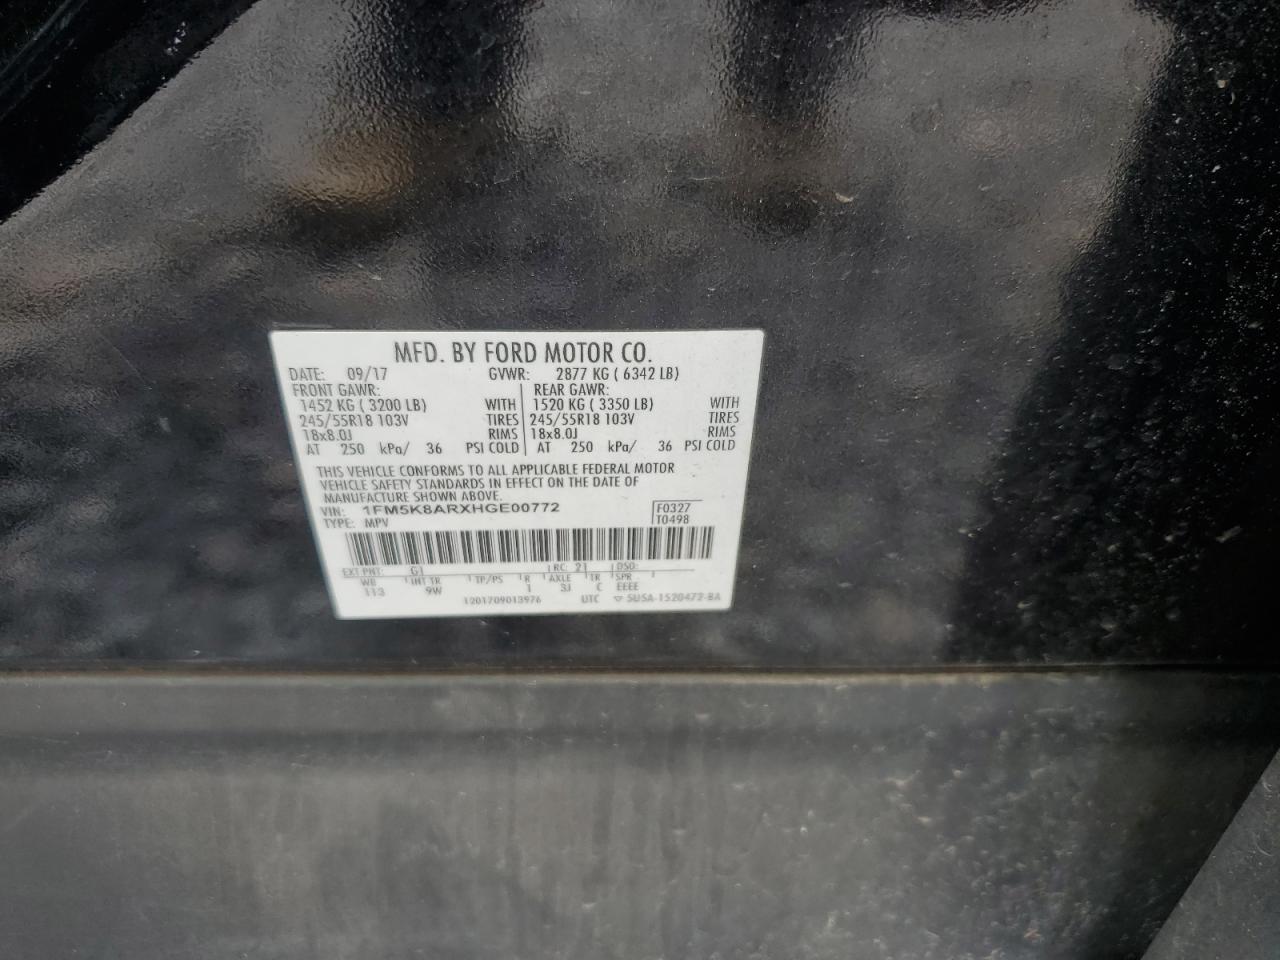 MFD. BY FORD MOTOR CO.
DATE: 09/17 GVWR: 2877 KG ( 6342 LB)
FRONT GAWR: REAR GAWR:
1452 KG ( 3200 LB) WITH 1520 KG ( 3350 LB) WITH
245/55R18 103V TIRES 245/55R18 103V TIRES
18x8.0J RIMS 18x8.0J RIMS
AT 250 kPa/ 36 PSI COLD AT 250 kPa/ 36 PSI COLD
THIS VEHICLE CONFORMS TO ALL APPLICABLE FEDERAL MOTOR
VEHICLE SAFETY STANDARDS IN EFFECT ON THE DATE OF
MANUFACTURE SHOWN ABOVE.
VIN: 1FM5K8ARXHGE00772 F0327
TYPE: MPV T0498
EXT PNT: G1 RC: 21 DSO:
WB INT TR TP/PS R AXLE TR SPR
113 9W 1 3J C EEEE
1201709013976 UTC ▽ 5U5A-1520472-BA